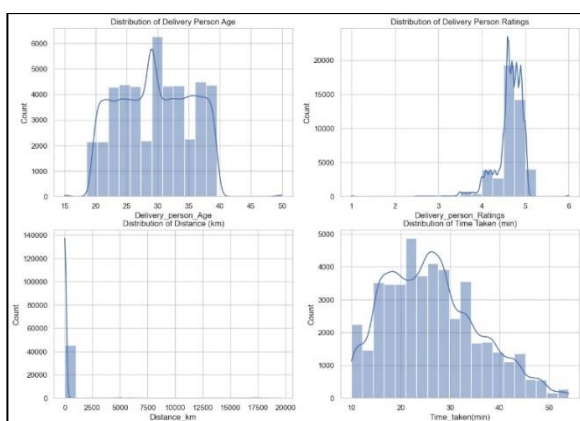 Distribution of Delivery Person Age
Count
6000
5000
4000
3000
2000
1000
0
15 20 25 30 35 40 45 50
Delivery_person_Age
Distribution of Delivery Person Ratings
Count
20000
15000
10000
5000
0
1 2 3 4 5 6
Delivery_person_Ratings
Distribution of Distance (km)
Count
140000
120000
100000
80000
60000
40000
20000
0
0 2500 5000 7500 10000 12500 15000 17500 20000
Distance_km
Distribution of Time Taken (min)
Count
5000
4000
3000
2000
1000
0
10 20 30 40 50
Time_taken(min)